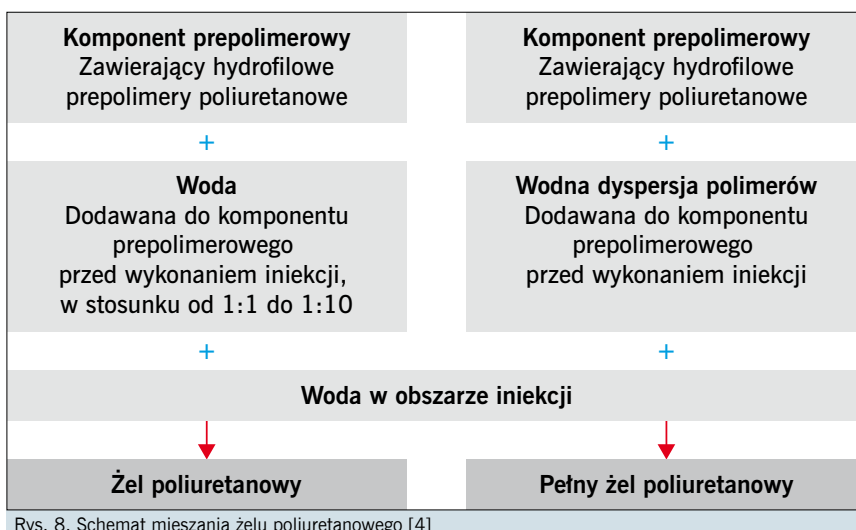 Komponent prepolimerowy
Zawierający hydrofilowe
prepolimery poliuretanowe
+
Woda
Dodawana do komponentu
prepolimerowego
przed wykonaniem iniekcji,
w stosunku od 1:1 do 1:10
+
Komponent prepolimerowy
Zawierający hydrofilowe
prepolimery poliuretanowe
+
Wodna dyspersja polimerów
Dodawana do komponentu
prepolimerowego
przed wykonaniem iniekcji
+
Woda w obszarze iniekcji
Żel poliuretanowy
Pełny żel poliuretanowy
Rys. 8. Schemat mieszania żelu poliuretanowego [4]